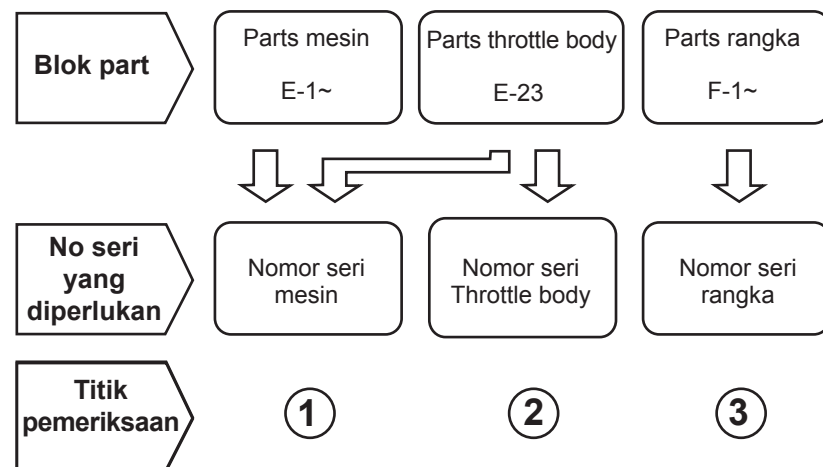 Blok part
Parts mesin
E-1~
Parts throttle body
E-23
Parts rangka
F-1~
No seri
yang
diperlukan
Nomor seri
mesin
Nomor seri
Throttle body
Nomor seri
rangka
Titik
pemeriksaan
1
2
3